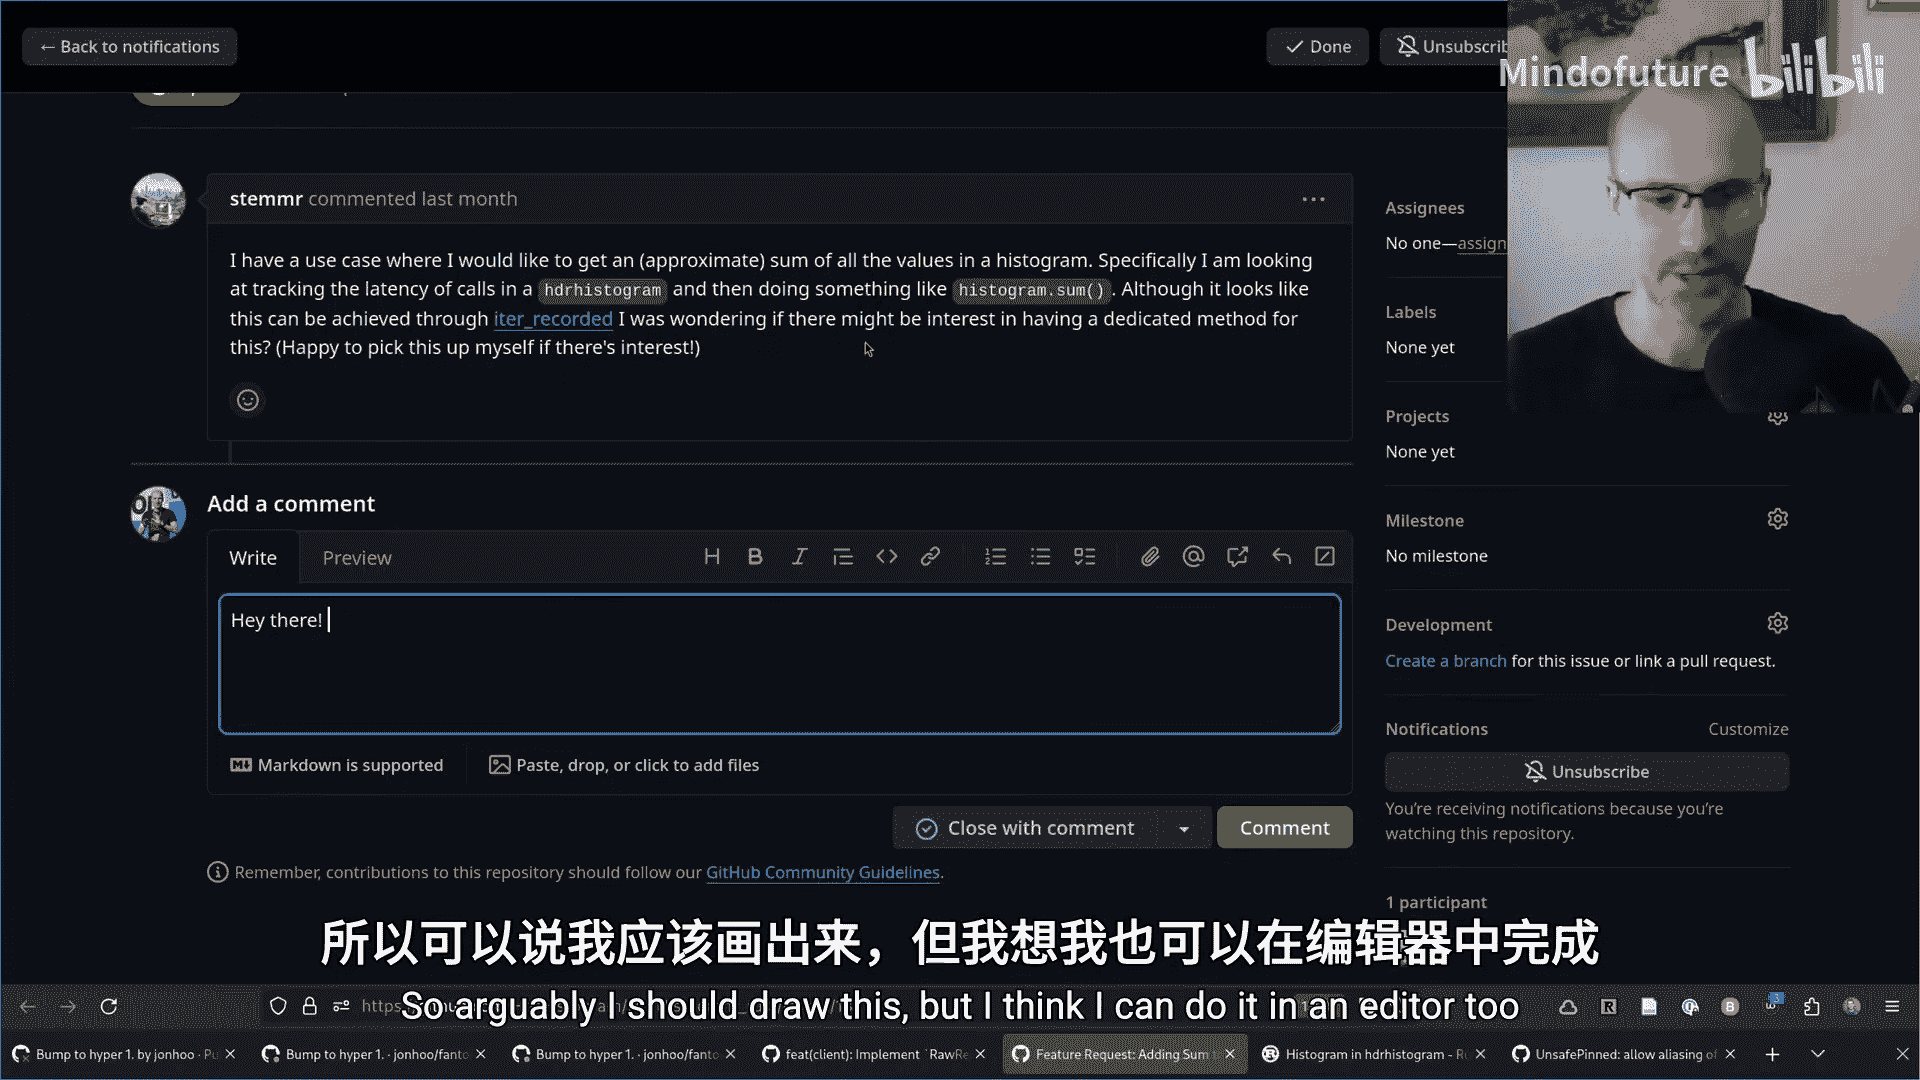 ← Back to notifications
Done
Unsubscrib
Mindofuture bilibili
stemmr commented last month
I have a use case where I would like to get an (approximate) sum of all the values in a histogram. Specifically I am looking
at tracking the latency of calls in a hdrhistogram and then doing something like histogram.sum(). Although it looks like
this can be achieved through iter_recorded I was wondering if there might be interest in having a dedicated method for
this? (Happy to pick this up myself if there's interest!)
Assignees
No one—assign
Labels
None yet
Projects
None yet
Milestone
No milestone
Development
Create a branch for this issue or link a pull request.
Notifications
Customize
Unsubscribe
You're receiving notifications because you're
watching this repository.
1 participant
Add a comment
Write
Preview
Hey there!
Markdown is supported
Paste, drop, or click to add files
Close with comment
Comment
Remember, contributions to this repository should follow our GitHub Community Guidelines.
所以可以说我应该画出来，但我想我也可以在编辑器中完成
So arguably I should draw this, but I think I can do it in an editor too
Bump to hyper 1. by jonhoo · Pu
Bump to hyper 1. · jonhoo/fanto
Bump to hyper 1. · jonhoo/fanto
feat(client): Implement `RawRe
Feature Request: Adding Sum t
Histogram in hdrhistogram - Ru
UnsafePinned: allow aliasing of